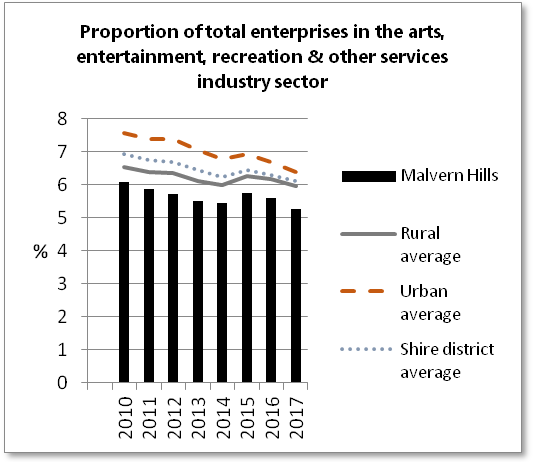 Proportion of total enterprises in the arts,
entertainment, recreation & other services
industry sector
8
7
6
5
4
3
2
1
0
%
2010
2011
2012
2013
2014
2015
2016
2017
Malvern Hills
Rural
average
Urban
average
Shire district
average